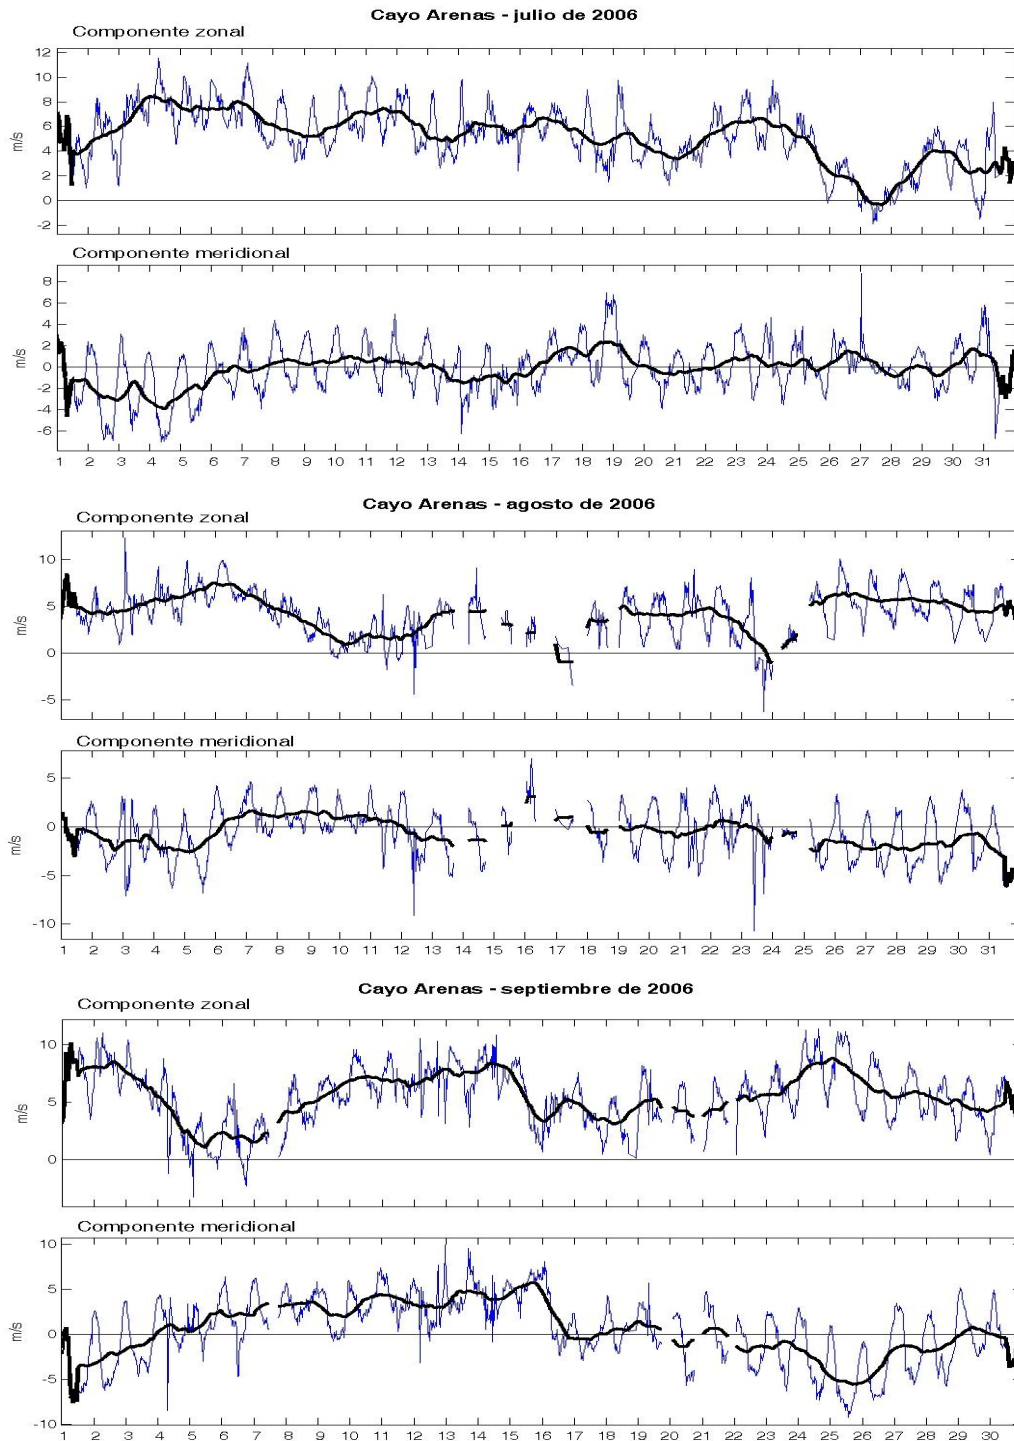 Cayo Arenas - julio de 2006
Componente zonal
12
10
8
6
4
2
0
-2
m/s
Componente meridional
8
6
4
2
0
-2
-4
-6
m/s
1 2 3 4 5 6 7 8 9 10 11 12 13 14 15 16 17 18 19 20 21 22 23 24 25 26 27 28 29 30 31
Cayo Arenas - agosto de 2006
Componente zonal
10
5
0
-5
m/s
Componente meridional
5
0
-5
-10
m/s
1 2 3 4 5 6 7 8 9 10 11 12 13 14 15 16 17 18 19 20 21 22 23 24 25 26 27 28 29 30 31
Cayo Arenas - septiembre de 2006
Componente zonal
10
5
0
m/s
Componente meridional
10
5
0
-5
-10
m/s
1 2 3 4 5 6 7 8 9 10 11 12 13 14 15 16 17 18 19 20 21 22 23 24 25 26 27 28 29 30